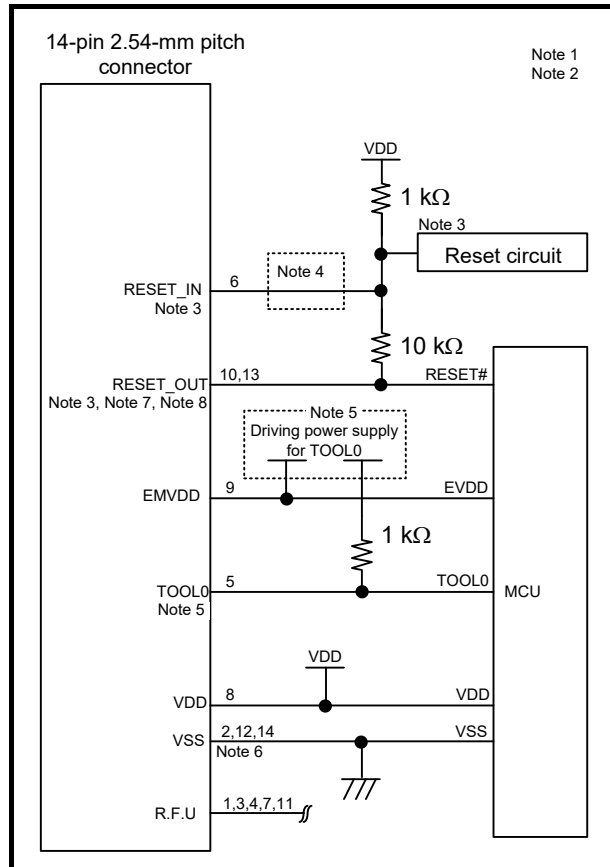 14-pin 2.54-mm pitch
connector
Note 1
Note 2
VDD
1 kΩ
Note 3
Reset circuit
Note 4
6
RESET_IN
Note 3
10 kΩ
10,13
RESET_OUT
RESET#
Note 3, Note 7, Note 8
Note 5
Driving power supply
for TOOL0
9
EMVDD
EVDD
1 kΩ
5
TOOL0
TOOL0
MCU
Note 5
VDD
8
VDD
VDD
2,12,14
VSS
VSS
Note 6
1,3,4,7,11
R.F.U